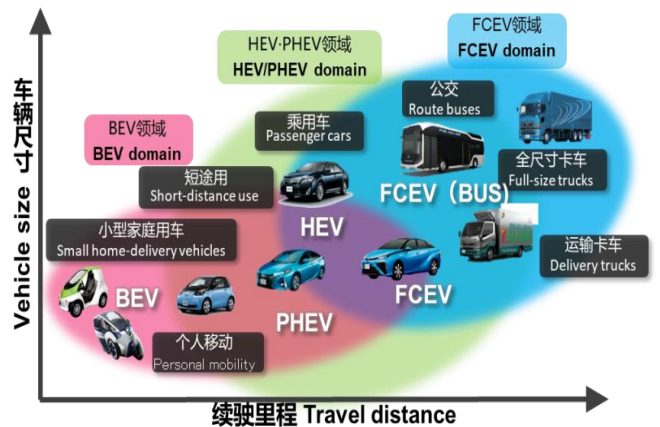 FCEV领域
FCEV domain
HEV·PHEV领域
HEV/PHEV domain
公交
Route buses
乘用车
Passenger cars
BEV领域
BEV domain
全尺寸卡车
Full-size trucks
短途用
Short-distance use
FCEV（BUS)
HEV
小型家庭用车
Small home-delivery vehicles
运输卡车
Delivery trucks
BEV
FCEV
PHEV
个人移动
Personal mobility
车辆尺寸
Vehicle size
续驶里程 Travel distance